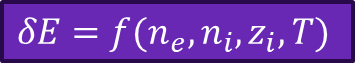 δE = f(nₑ, nᵢ, zᵢ, T)